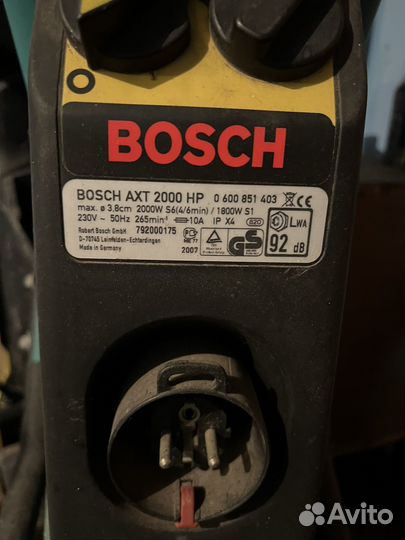 BOSCH
BOSCH AXT 2000 HP 0 600 851 403
max. ø 3,8cm 2000W S6(4/6min) / 1800W S1
230V ~ 50Hz 265min⁻¹ 10A IP X4
Robert Bosch GmbH 792000175
D-70745 Leinfelden-Echterdingen
Made in Germany 2007
GS
LWA
92 dB
Avito